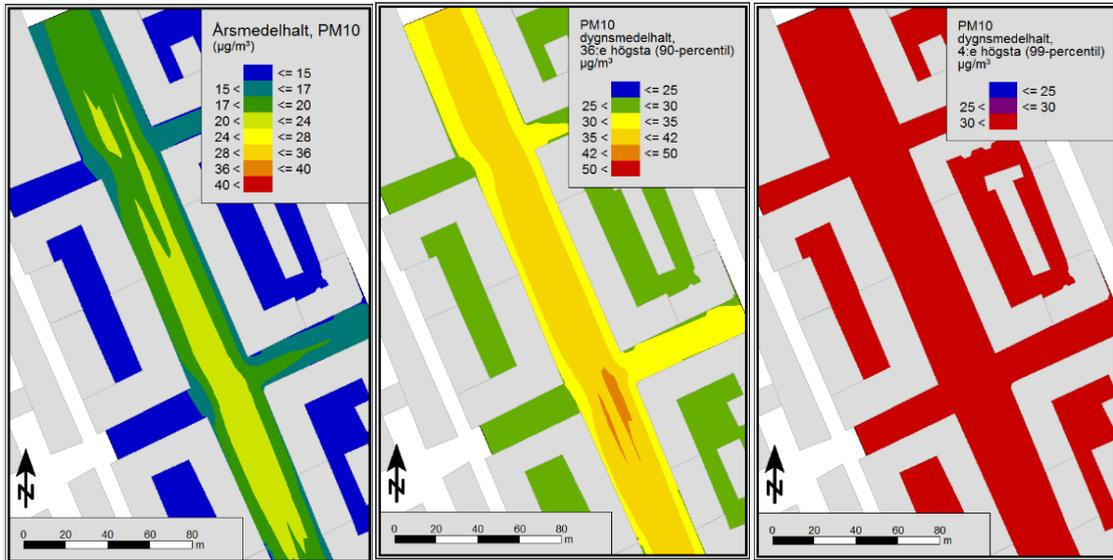 Årsmedelhalt, PM10
(µg/m³)
<= 15
15 < <= 17
17 < <= 20
20 < <= 24
24 < <= 28
28 < <= 36
36 < <= 40
40 <
N
0 20 40 60 80
m
PM10
dygnsmedelhalt,
36:e högsta (90-percentil)
µg/m³
<= 25
25 < <= 30
30 < <= 35
35 < <= 42
42 < <= 50
50 <
N
0 20 40 60 80
m
PM10
dygnsmedelhalt,
4:e högsta (99-percentil)
µg/m³
<= 25
25 < <= 30
30 <
N
0 20 40 60 80
m